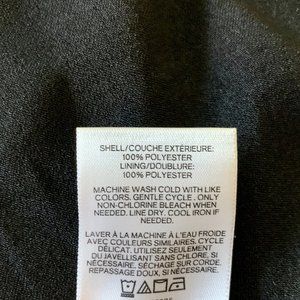 SHELL/COUCHE EXTÉRIEURE:
100% POLYESTER
LINING/DOUBLURE:
100% POLYESTER
MACHINE WASH COLD WITH LIKE
COLORS. GENTLE CYCLE . ONLY
NON-CHLORINE BLEACH WHEN
NEEDED. LINE DRY. COOL IRON IF
NEEDED.
LAVER À LA MACHINE À L'EAU FROIDE
AVEC COULEURS SIMILAIRES. CYCLE
DÉLICAT. UTILISEZ SEULEMENT
DU JAVELLISANT SANS CHLORE, SI
NÉCESSAIRE. SÉCHAGE SUR CORDE.
REPASSAGE DOUX, SI NÉCESSAIRE.